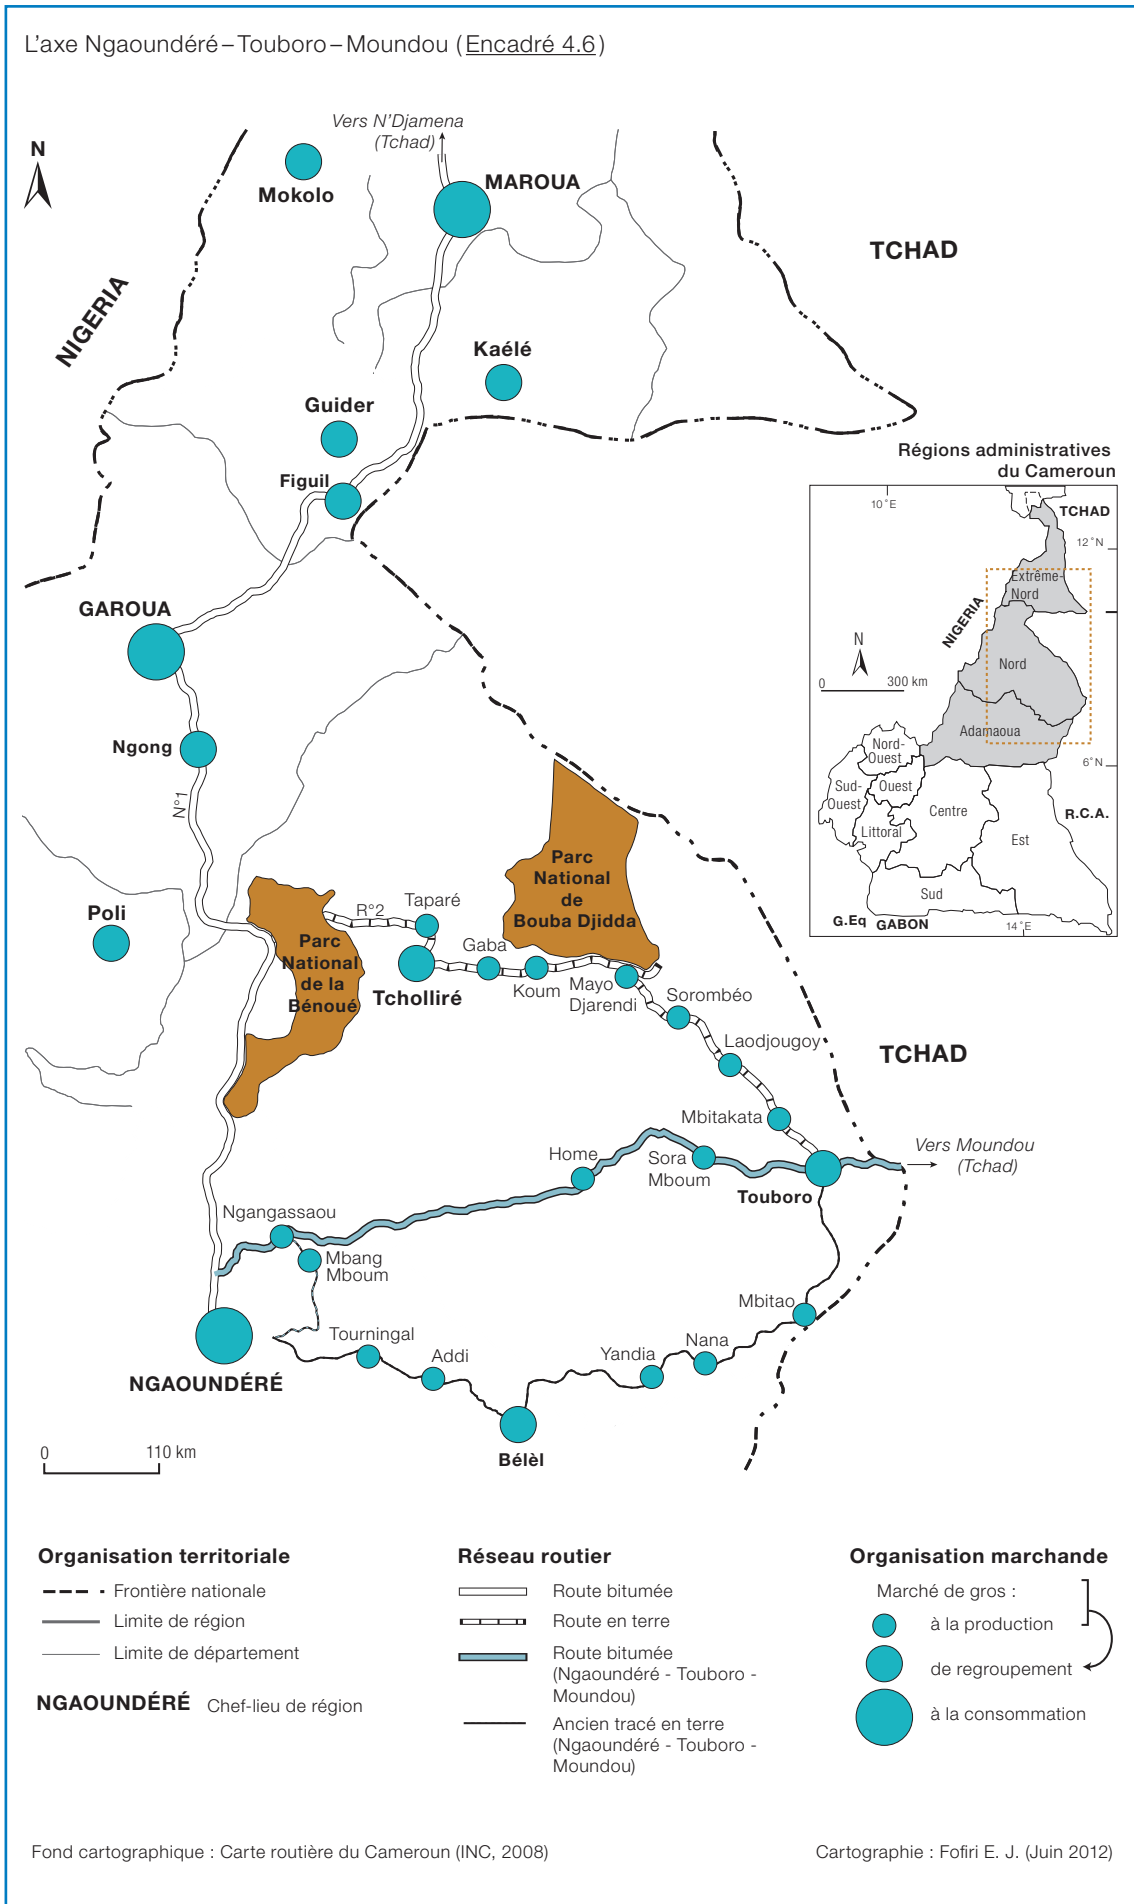 L'axe Ngaoundéré – Touboro – Moundou (Encadré 4.6)
Vers N'Djamena
(Tchad)
N
Mokolo
MAROUA
TCHAD
NIGERIA
Kaélé
Guider
Figuil
GAROUA
Ngong
N°1
Poli
Parc
National
de la
Bénoué
R°2
Taparé
Tcholliré
Gaba
Koum
Parc
National
de
Bouba Djidda
Mayo
Djarendi
Sorombéo
Laodjougoy
Mbitakata
TCHAD
Vers Moundou
(Tchad)
Home
Sora
Mboum
Touboro
Ngangassaou
Mbang
Mboum
Mbitao
Nana
Yandia
Tourningal
Addi
NGAOUNDÉRÉ
Bélèl
0 110 km
Régions administratives
du Cameroun
10°E
TCHAD
12°N
Extrême-
Nord
NIGERIA
N
Nord
0 300 km
Adamaoua
Nord-
Ouest
6°N
Sud-
Ouest
Ouest
Centre
R.C.A.
Littoral
Est
Sud
G.Eq GABON
14°E
Organisation territoriale
Frontière nationale
Limite de région
Limite de département
NGAOUNDÉRÉ Chef-lieu de région
Réseau routier
Route bitumée
Route en terre
Route bitumée
(Ngaoundéré - Touboro -
Moundou)
Ancien tracé en terre
(Ngaoundéré - Touboro -
Moundou)
Organisation marchande
Marché de gros :
à la production
de regroupement
à la consommation
Fond cartographique : Carte routière du Cameroun (INC, 2008)
Cartographie : Fofiri E. J. (Juin 2012)